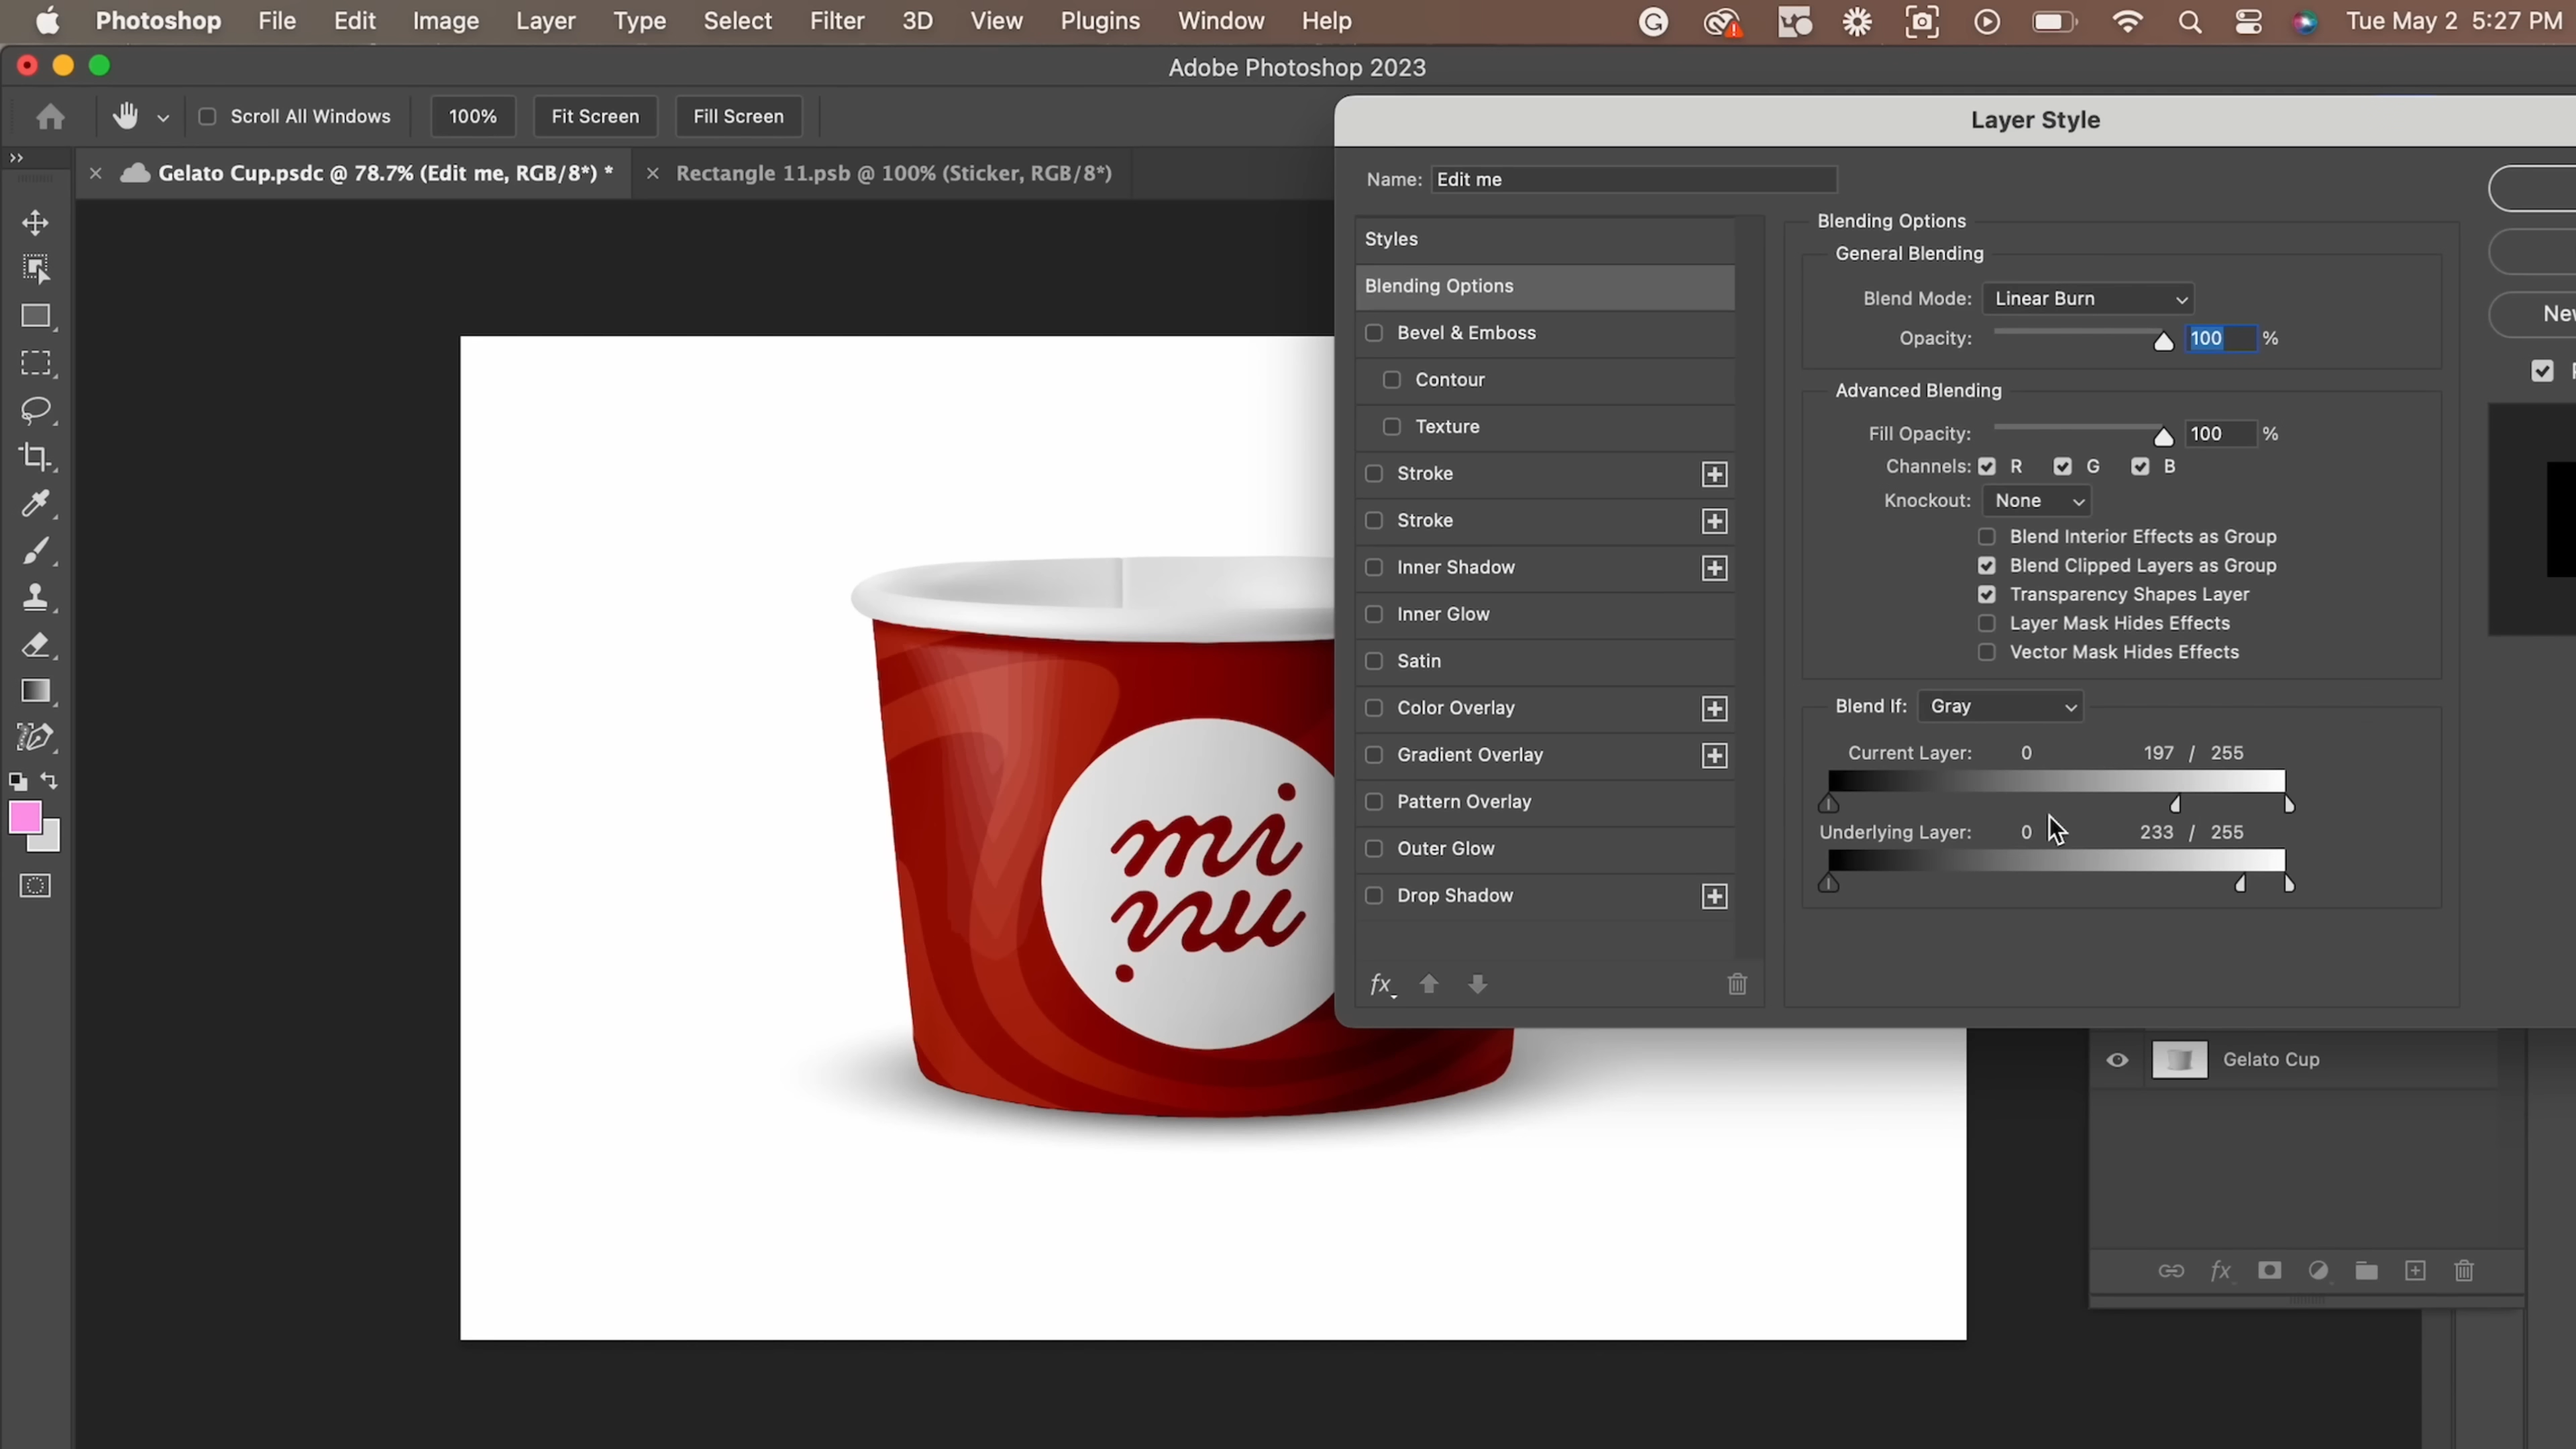 Photoshop File Edit Image Layer Type Select Filter 3D View Plugins Window Help Tue May 2 5:27 PM
Adobe Photoshop 2023
Scroll All Windows 100% Fit Screen Fill Screen
Layer Style
Gelato Cup.psdc @ 78.7% (Edit me, RGB/8*) * Rectangle 11.psb @ 100% (Sticker, RGB/8*)
Name: Edit me
Styles
Blending Options
Bevel & Emboss
Contour
Texture
Stroke
Stroke
Inner Shadow
Inner Glow
Satin
Color Overlay
Gradient Overlay
Pattern Overlay
Outer Glow
Drop Shadow
fx
Blending Options
General Blending
Blend Mode: Linear Burn
Opacity: 100 %
Advanced Blending
Fill Opacity: 100 %
Channels: R G B
Knockout: None
Blend Interior Effects as Group
Blend Clipped Layers as Group
Transparency Shapes Layer
Layer Mask Hides Effects
Vector Mask Hides Effects
Blend If: Gray
Current Layer: 0 197 / 255
Underlying Layer: 0 233 / 255
mi
nu
Gelato Cup
fx